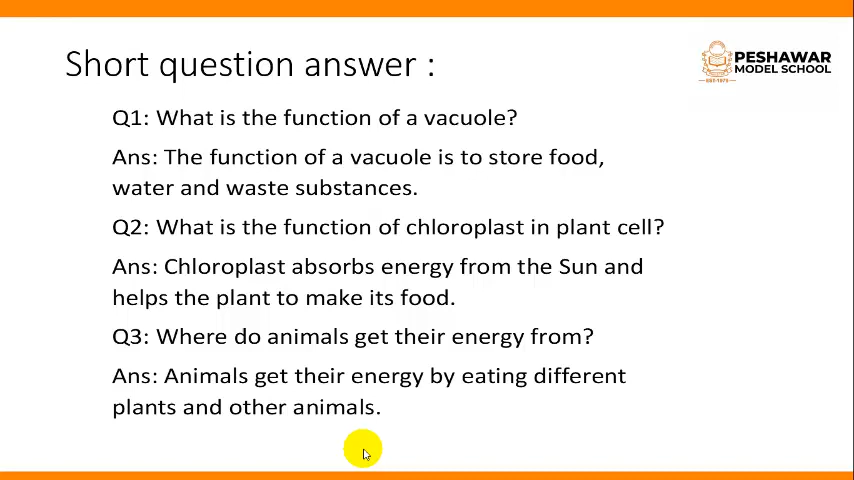 Short question answer :
PESHAWAR
MODEL SCHOOL
EST-1973
Q1: What is the function of a vacuole?
Ans: The function of a vacuole is to store food,
water and waste substances.
Q2: What is the function of chloroplast in plant cell?
Ans: Chloroplast absorbs energy from the Sun and
helps the plant to make its food.
Q3: Where do animals get their energy from?
Ans: Animals get their energy by eating different
plants and other animals.